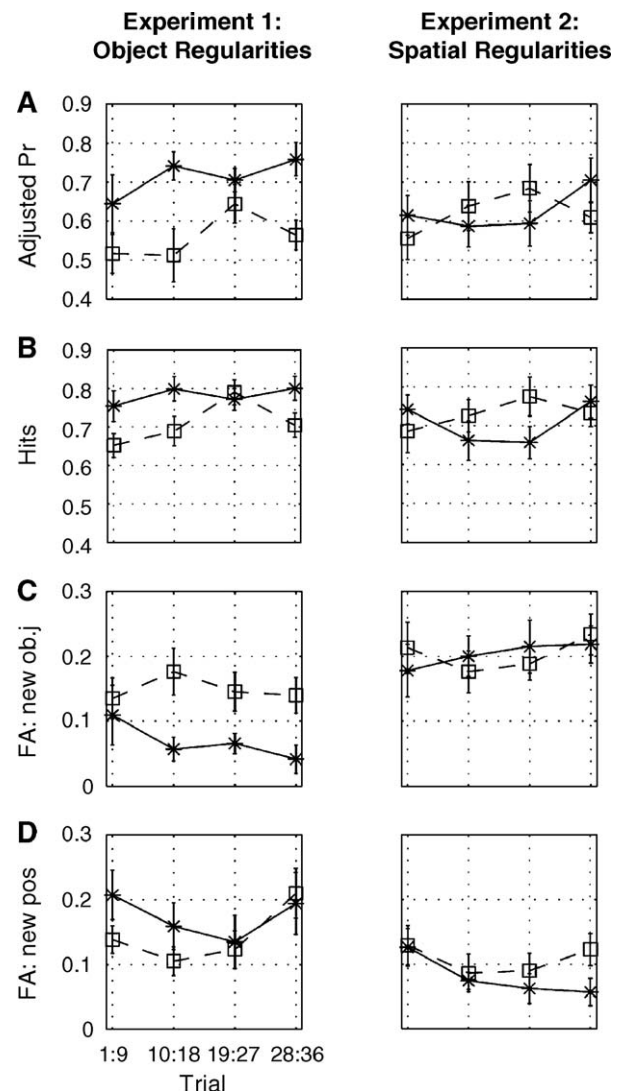 Experiment 1:
Object Regularities
Experiment 2:
Spatial Regularities
A
Adjusted Pr
0.9
0.8
0.7
0.6
0.5
0.4
B
Hits
0.9
0.8
0.7
0.6
0.5
0.4
C
FA: new ob.j
0.3
0.2
0.1
0
D
FA: new pos
0.3
0.2
0.1
0
1:9 10:18 19:27 28:36
Trial